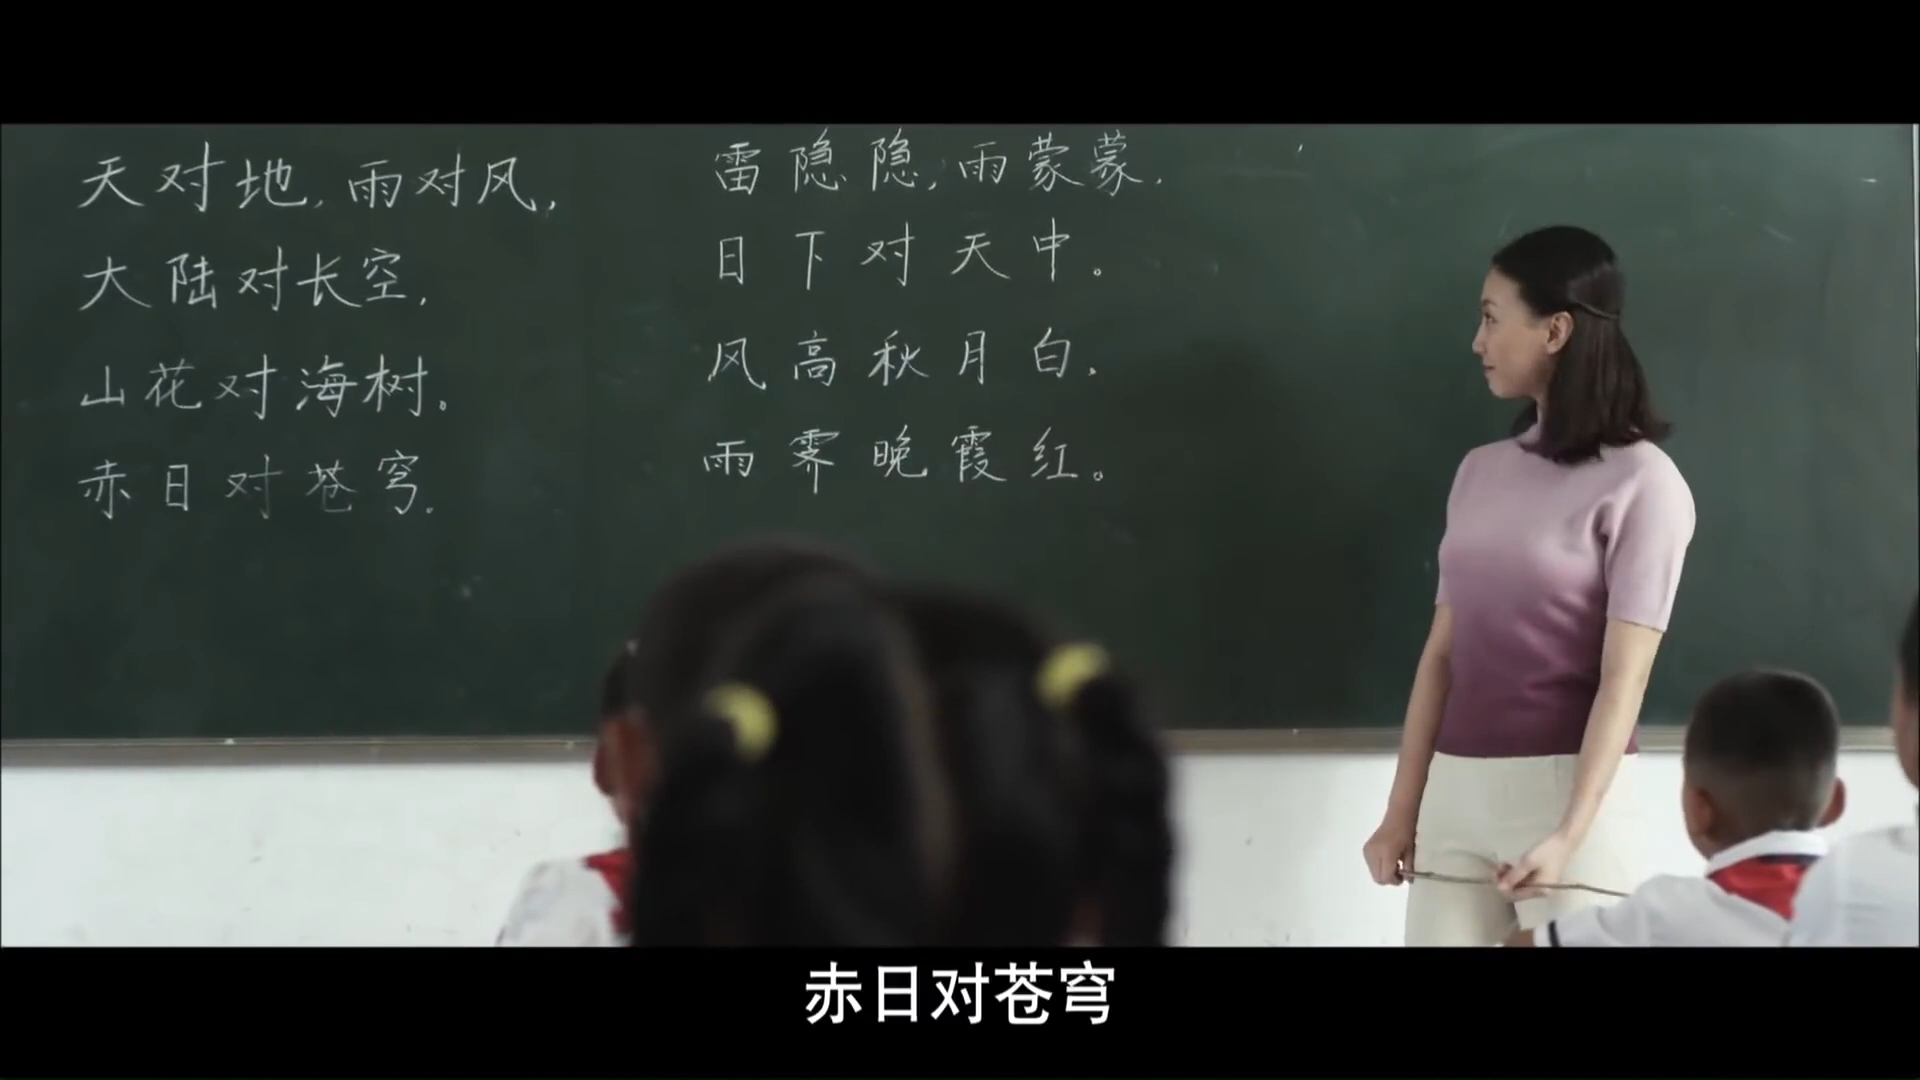 天对地,雨对风,
大陆对长空,
山花对海树。
赤日对苍穹.
雷隐隐,雨蒙蒙.
日下对天中。
风高秋月白,
雨霁晚霞红。
赤日对苍穹